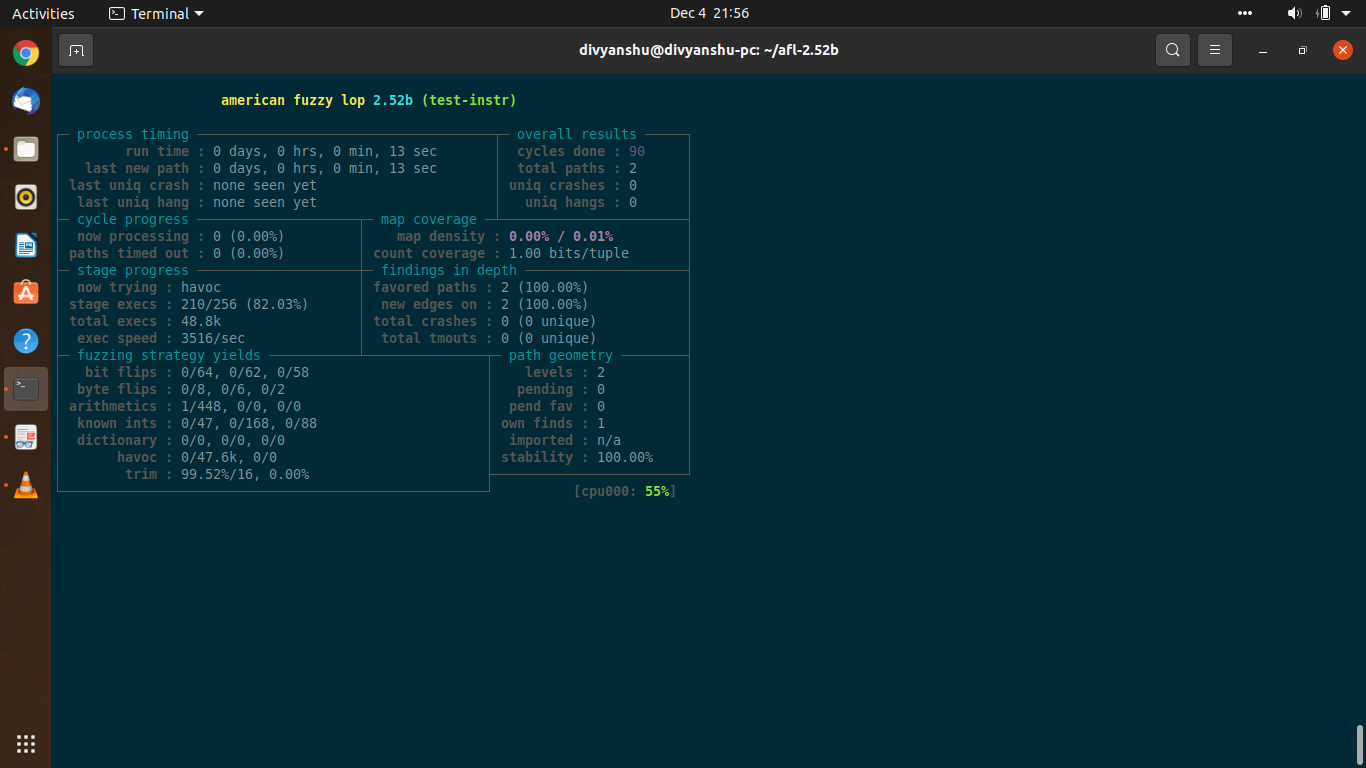 Activities Terminal Dec 4 21:56
divyanshu@divyanshu-pc: ~/afl-2.52b
american fuzzy lop 2.52b (test-instr)
process timing overall results
run time : 0 days, 0 hrs, 0 min, 13 sec cycles done : 90
last new path : 0 days, 0 hrs, 0 min, 13 sec total paths : 2
last uniq crash : none seen yet uniq crashes : 0
last uniq hang : none seen yet uniq hangs : 0
cycle progress map coverage
now processing : 0 (0.00%) map density : 0.00% / 0.01%
paths timed out : 0 (0.00%) count coverage : 1.00 bits/tuple
stage progress findings in depth
now trying : havoc favored paths : 2 (100.00%)
stage execs : 210/256 (82.03%) new edges on : 2 (100.00%)
total execs : 48.8k total crashes : 0 (0 unique)
exec speed : 3516/sec total tmouts : 0 (0 unique)
fuzzing strategy yields path geometry
bit flips : 0/64, 0/62, 0/58 levels : 2
byte flips : 0/8, 0/6, 0/2 pending : 0
arithmetics : 1/448, 0/0, 0/0 pend fav : 0
known ints : 0/47, 0/168, 0/88 own finds : 1
dictionary : 0/0, 0/0, 0/0 imported : n/a
havoc : 0/47.6k, 0/0 stability : 100.00%
trim : 99.52%/16, 0.00%
[cpu000: 55%]